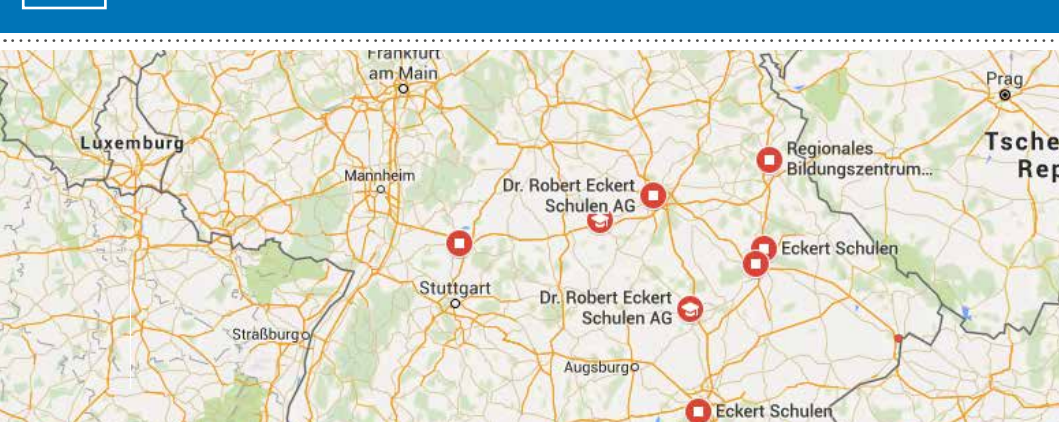 Frankfurt
am Main
Prag
Luxemburg
Regionales
Bildungszentrum...
Tsche
Rep
Mannheim
Dr. Robert Eckert
Schulen AG
Eckert Schulen
Stuttgart
Dr. Robert Eckert
Schulen AG
Straßburg
Augsburg
Eckert Schulen